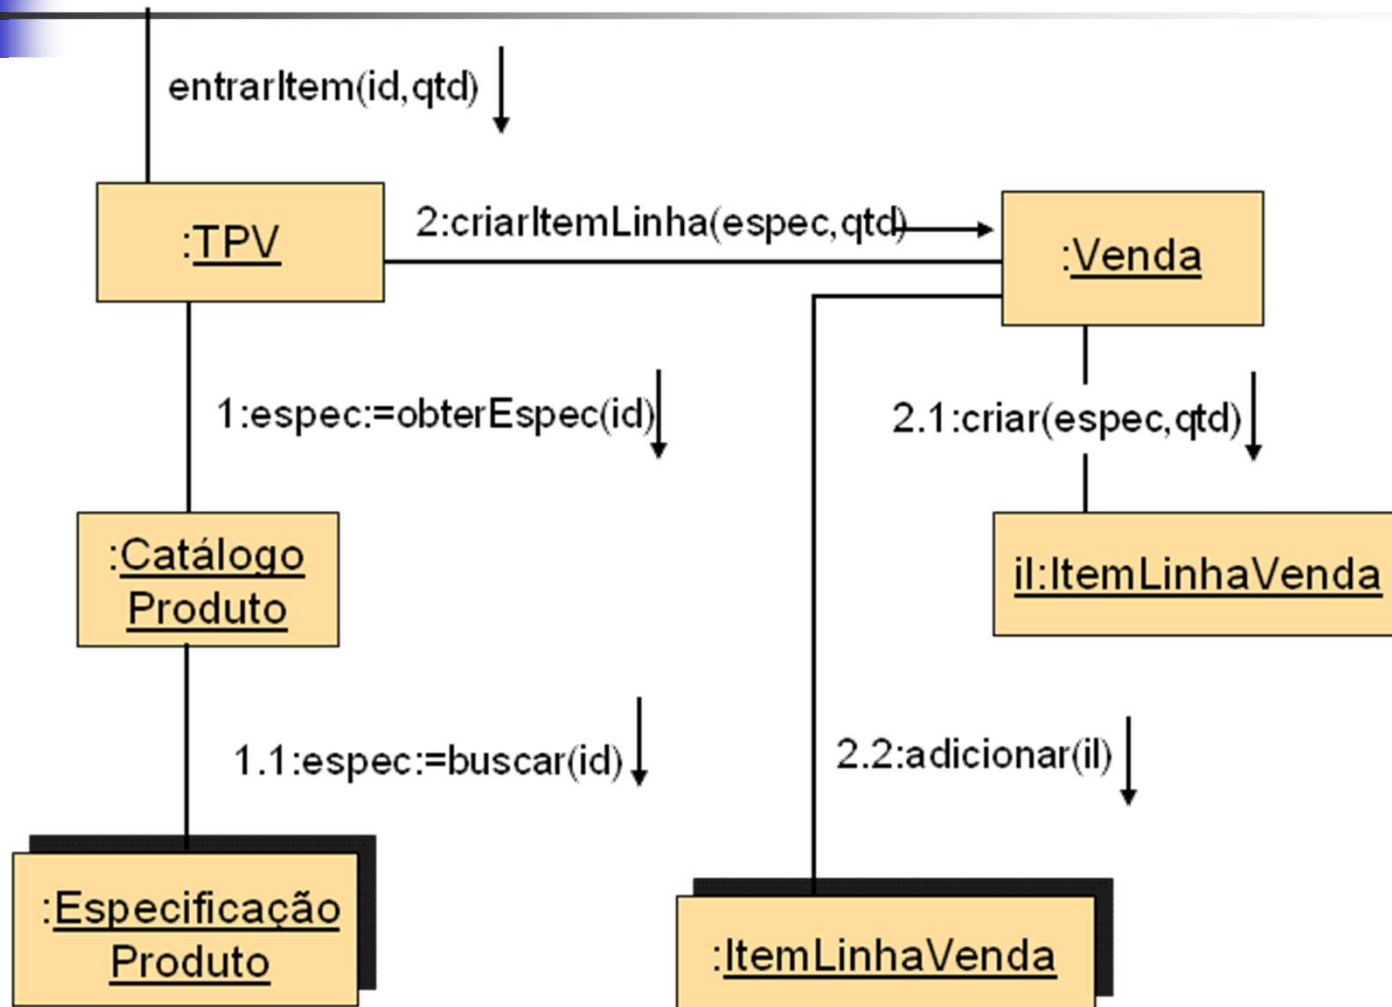 entrarItem(id,qtd)
:TPV
2:criarItemLinha(espec,qtd)
:Venda
1:espec:=obterEspec(id)
2.1:criar(espec,qtd)
:Catálogo
Produto
il:ItemLinhaVenda
1.1:espec:=buscar(id)
2.2:adicionar(il)
:Especificação
Produto
:ItemLinhaVenda